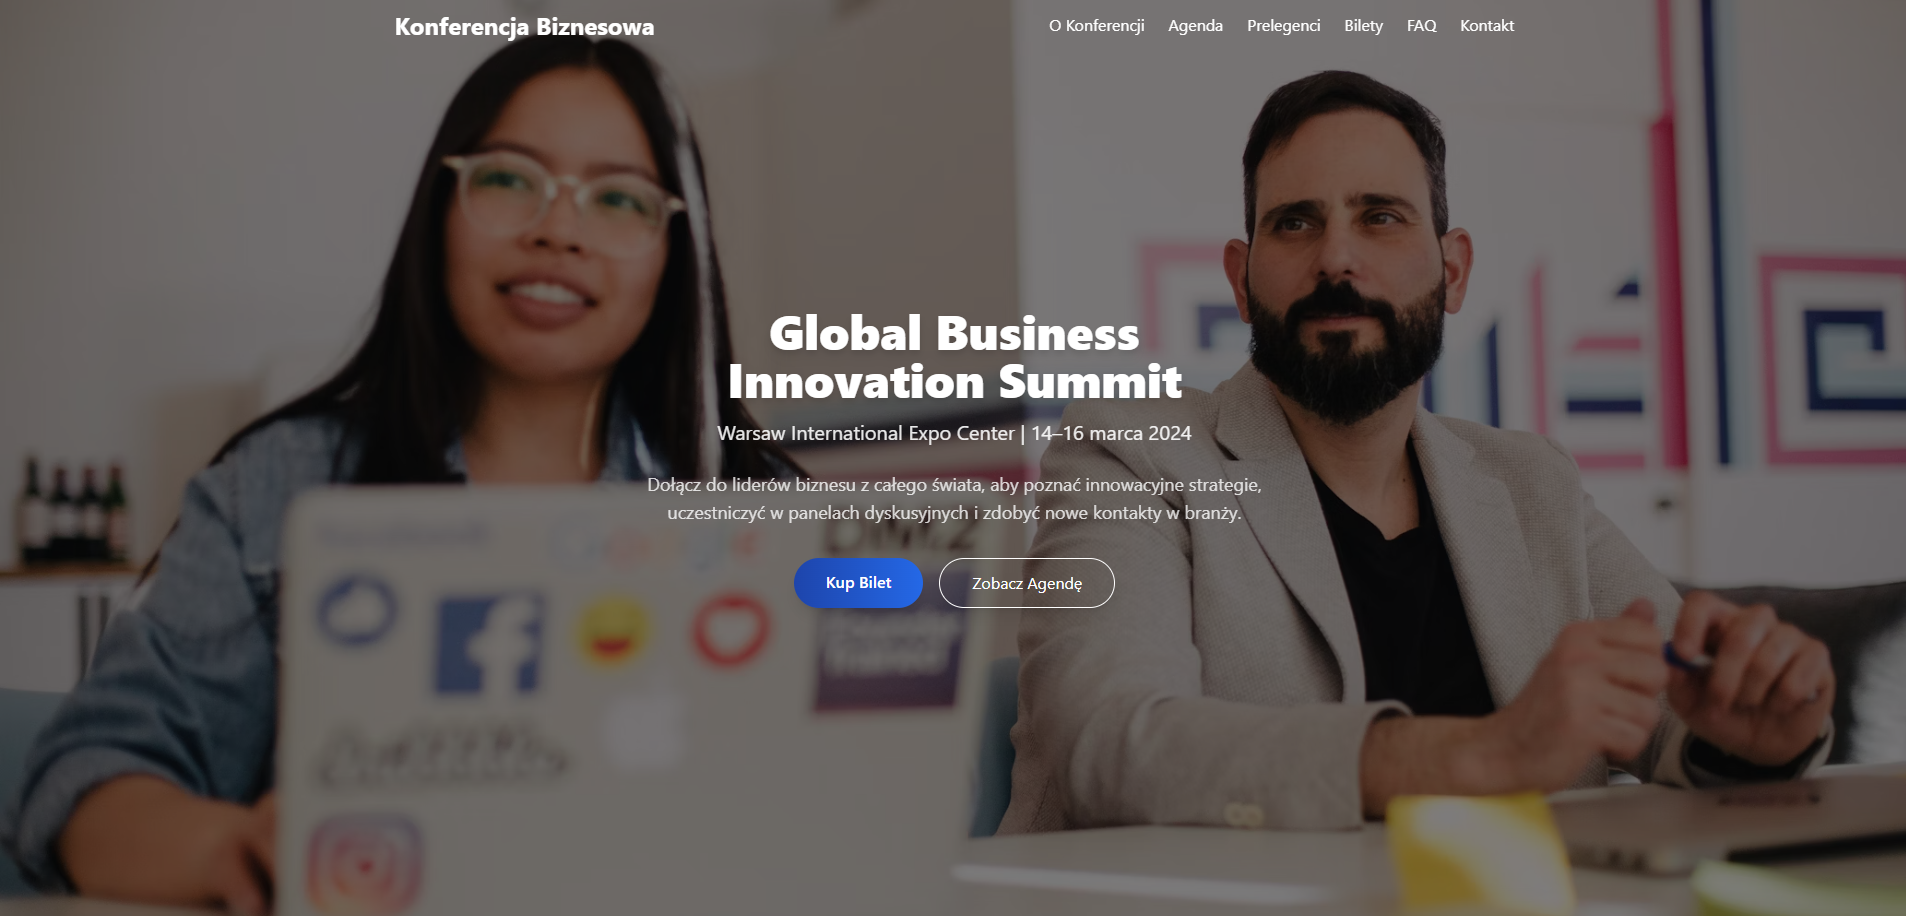 Konferencja Biznesowa
O Konferencji Agenda Prelegenci Bilety FAQ Kontakt
Global Business
Innovation Summit
Warsaw International Expo Center | 14–16 marca 2024
Dołącz do liderów biznesu z całego świata, aby poznać innowacyjne strategie,
uczestniczyć w panelach dyskusyjnych i zdobyć nowe kontakty w branży.
Kup Bilet Zobacz Agendę